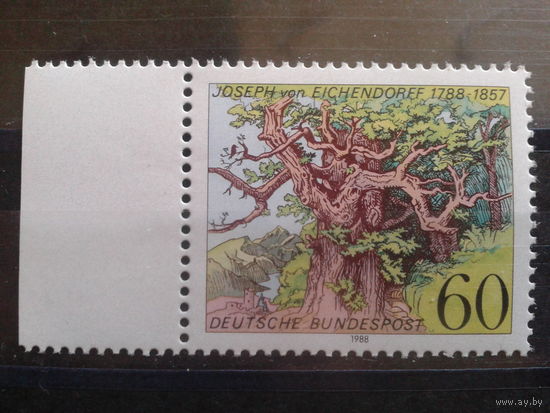 JOSEPH von EICHENDORFF 1788-1857
60
DEUTSCHE BUNDESPOST
1988
www.ay.by